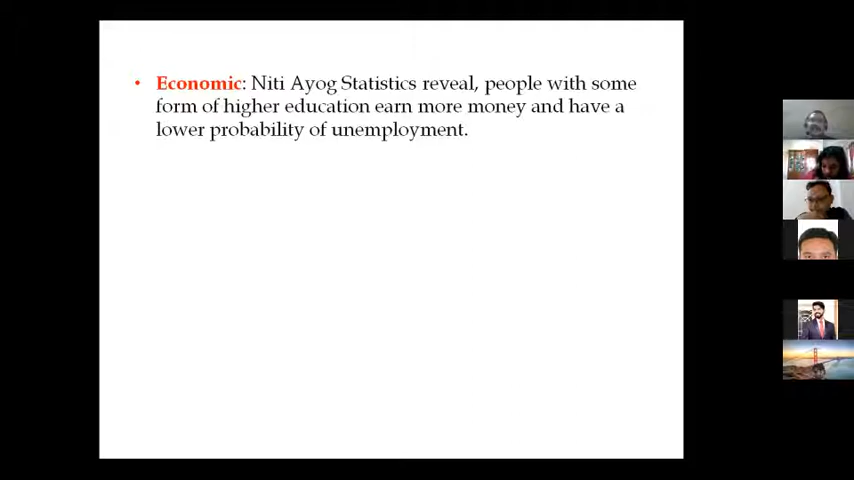 • Economic: Niti Ayog Statistics reveal, people with some
form of higher education earn more money and have a
lower probability of unemployment.